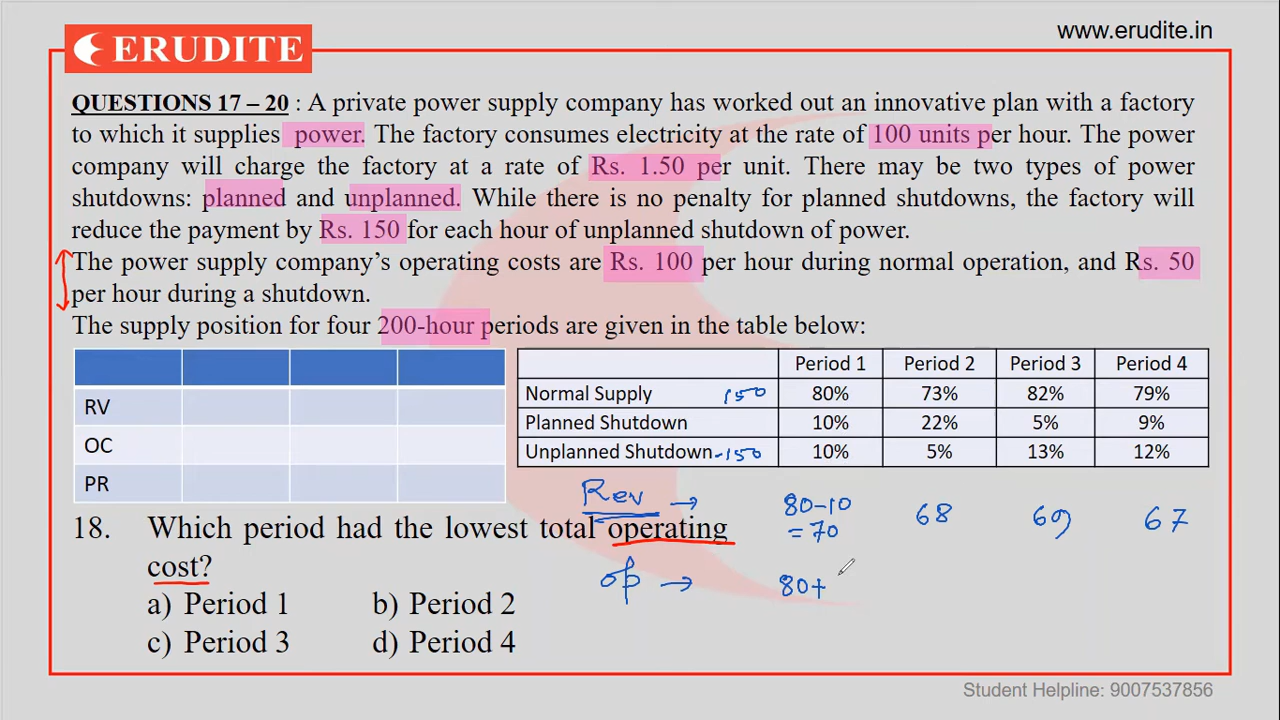 www.erudite.in
ERUDITE
QUESTIONS 17 – 20 : A private power supply company has worked out an innovative plan with a factory
to which it supplies power. The factory consumes electricity at the rate of 100 units per hour. The power
company will charge the factory at a rate of Rs. 1.50 per unit. There may be two types of power
shutdowns: planned and unplanned. While there is no penalty for planned shutdowns, the factory will
reduce the payment by Rs. 150 for each hour of unplanned shutdown of power.
The power supply company's operating costs are Rs. 100 per hour during normal operation, and Rs. 50
per hour during a shutdown.
The supply position for four 200-hour periods are given in the table below:
Period 1 Period 2 Period 3 Period 4
Normal Supply 150 80% 73% 82% 79%
RV
Planned Shutdown 10% 22% 5% 9%
OC
Unplanned Shutdown -150 10% 5% 13% 12%
PR
Rev → 80-10 68 69 67
= 70
18. Which period had the lowest total operating
cost?
op → 80+
a) Period 1 b) Period 2
c) Period 3 d) Period 4
Student Helpline: 9007537856